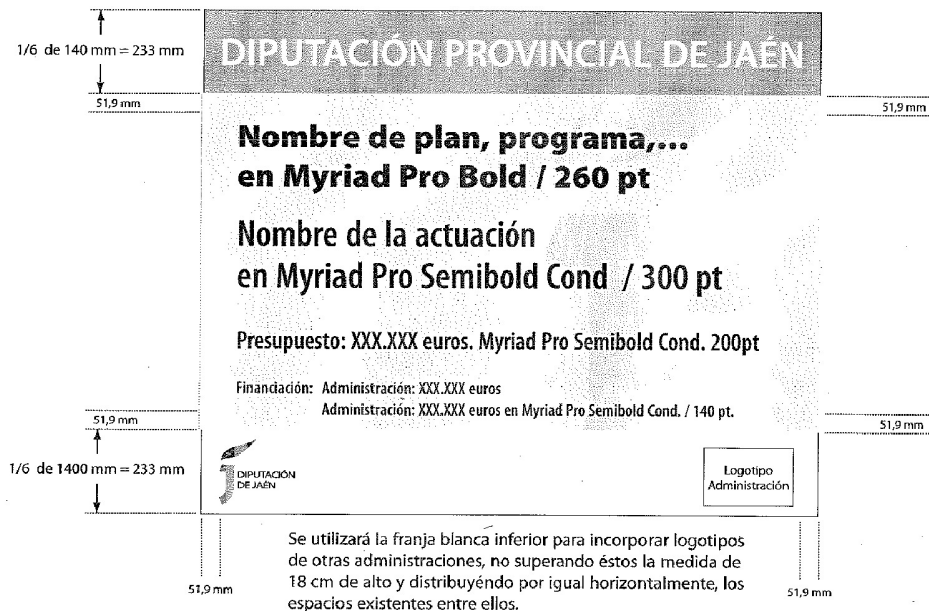 1/6 de 140 mm = 233 mm
DIPUTACIÓN PROVINCIAL DE JAÉN
51,9 mm
51,9 mm
Nombre de plan, programa,...
en Myriad Pro Bold / 260 pt
Nombre de la actuación
en Myriad Pro Semibold Cond / 300 pt
Presupuesto: XXX.XXX euros. Myriad Pro Semibold Cond. 200pt
Financiación: Administración: XXX.XXX euros
Administración: XXX.XXX euros en Myriad Pro Semibold Cond. / 140 pt.
51,9 mm
51,9 mm
1/6 de 1400 mm = 233 mm
DIPUTACIÓN
DE JAÉN
Logotipo
Administración
Se utilizará la franja blanca inferior para incorporar logotipos
de otras administraciones, no superando éstos la medida de
18 cm de alto y distribuyéndo por igual horizontalmente, los
espacios existentes entre ellos.
51,9 mm
51,9 mm